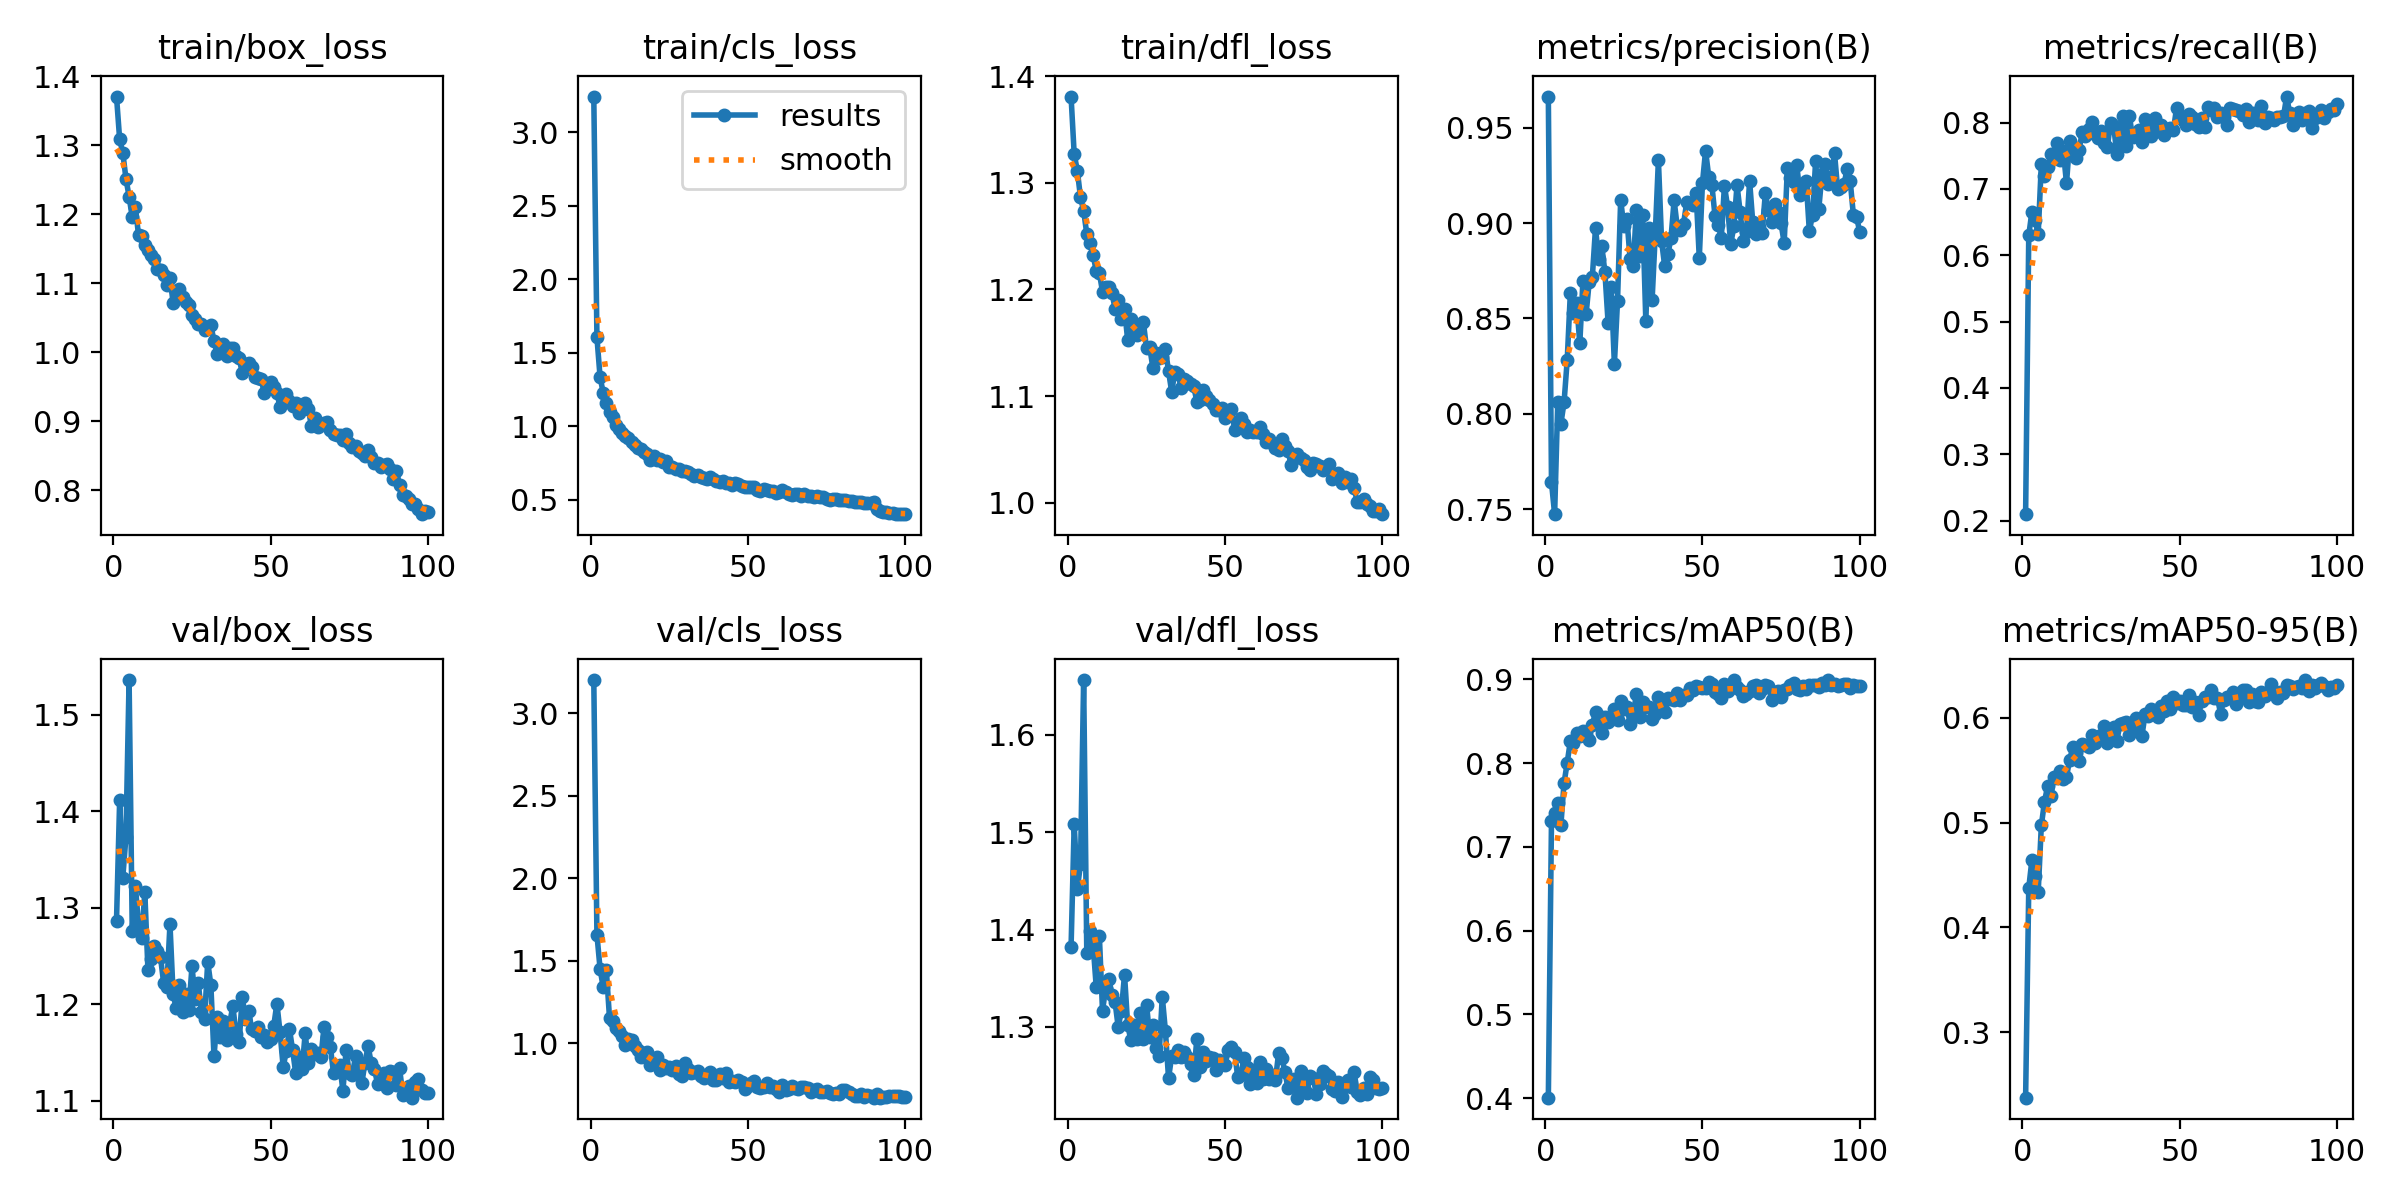 train/box_loss
1.4
1.3
1.2
1.1
1.0
0.9
0.8
0 50 100
train/cls_loss
results
smooth
3.0
2.5
2.0
1.5
1.0
0.5
0 50 100
train/dfl_loss
1.4
1.3
1.2
1.1
1.0
0 50 100
metrics/precision(B)
0.95
0.90
0.85
0.80
0.75
0 50 100
metrics/recall(B)
0.8
0.7
0.6
0.5
0.4
0.3
0.2
0 50 100
val/box_loss
1.5
1.4
1.3
1.2
1.1
0 50 100
val/cls_loss
3.0
2.5
2.0
1.5
1.0
0 50 100
val/dfl_loss
1.6
1.5
1.4
1.3
0 50 100
metrics/mAP50(B)
0.9
0.8
0.7
0.6
0.5
0.4
0 50 100
metrics/mAP50-95(B)
0.6
0.5
0.4
0.3
0 50 100